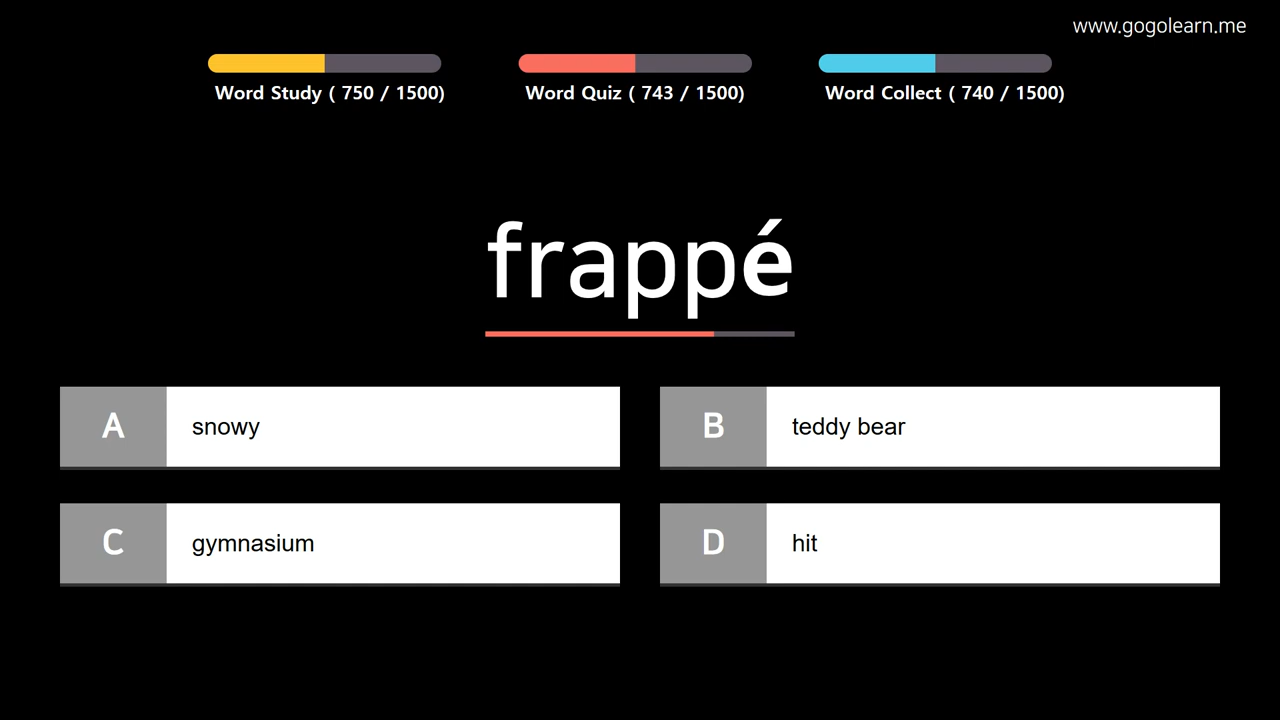 www.gogolearn.me
Word Study ( 750 / 1500)
Word Quiz ( 743 / 1500)
Word Collect ( 740 / 1500)
frappé
A snowy
B teddy bear
C gymnasium
D hit